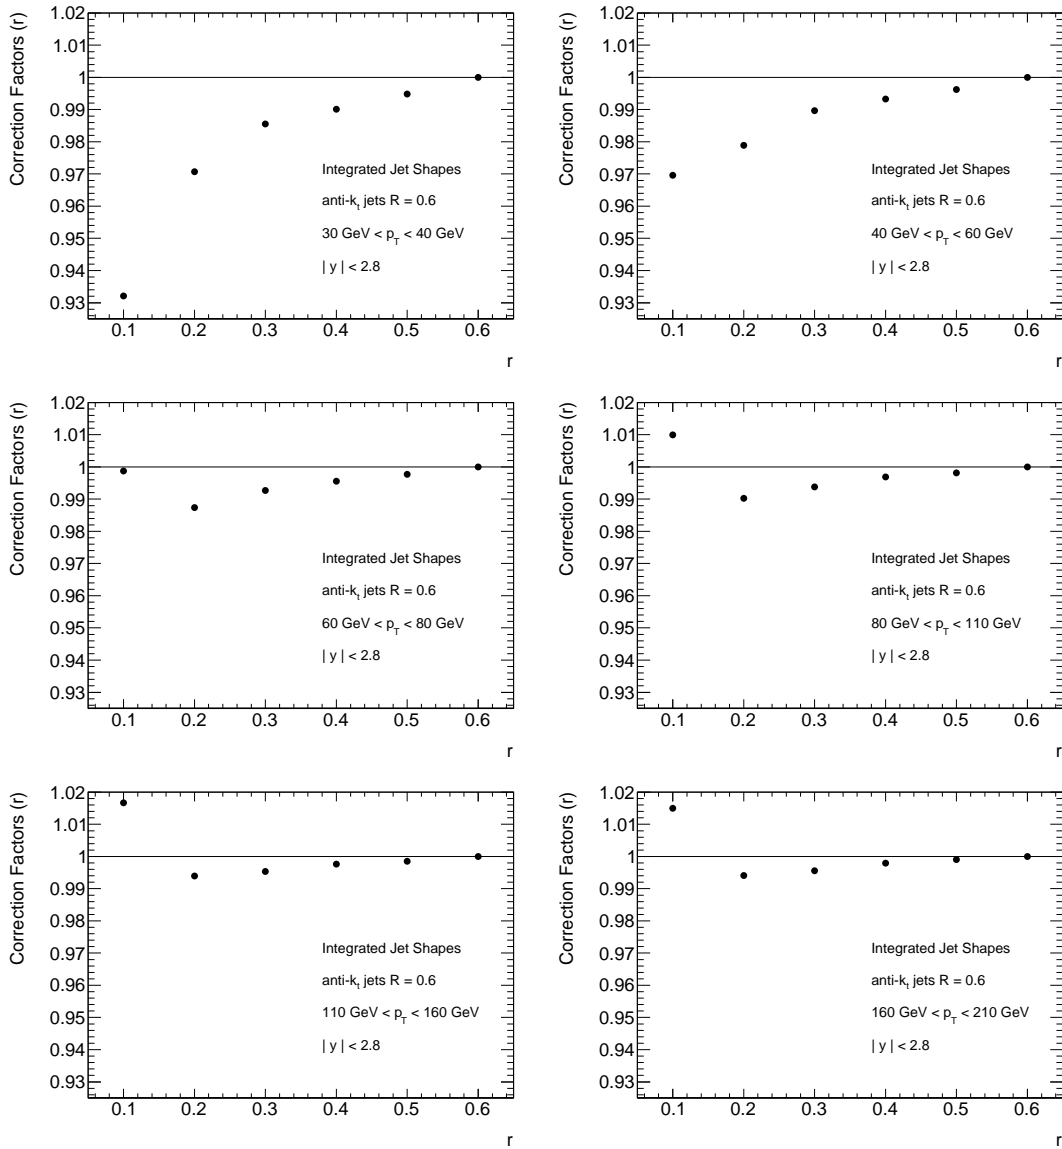 Correction Factors (r)
1.02
1.01
1
0.99
0.98
0.97
0.96
0.95
0.94
0.93
Integrated Jet Shapes
anti-k_t jets R = 0.6
30 GeV < p_T < 40 GeV
| y | < 2.8
0.1 0.2 0.3 0.4 0.5 0.6
r
Correction Factors (r)
1.02
1.01
1
0.99
0.98
0.97
0.96
0.95
0.94
0.93
Integrated Jet Shapes
anti-k_t jets R = 0.6
40 GeV < p_T < 60 GeV
| y | < 2.8
0.1 0.2 0.3 0.4 0.5 0.6
r
Correction Factors (r)
1.02
1.01
1
0.99
0.98
0.97
0.96
0.95
0.94
0.93
Integrated Jet Shapes
anti-k_t jets R = 0.6
60 GeV < p_T < 80 GeV
| y | < 2.8
0.1 0.2 0.3 0.4 0.5 0.6
r
Correction Factors (r)
1.02
1.01
1
0.99
0.98
0.97
0.96
0.95
0.94
0.93
Integrated Jet Shapes
anti-k_t jets R = 0.6
80 GeV < p_T < 110 GeV
| y | < 2.8
0.1 0.2 0.3 0.4 0.5 0.6
r
Correction Factors (r)
1.02
1.01
1
0.99
0.98
0.97
0.96
0.95
0.94
0.93
Integrated Jet Shapes
anti-k_t jets R = 0.6
110 GeV < p_T < 160 GeV
| y | < 2.8
0.1 0.2 0.3 0.4 0.5 0.6
r
Correction Factors (r)
1.02
1.01
1
0.99
0.98
0.97
0.96
0.95
0.94
0.93
Integrated Jet Shapes
anti-k_t jets R = 0.6
160 GeV < p_T < 210 GeV
| y | < 2.8
0.1 0.2 0.3 0.4 0.5 0.6
r